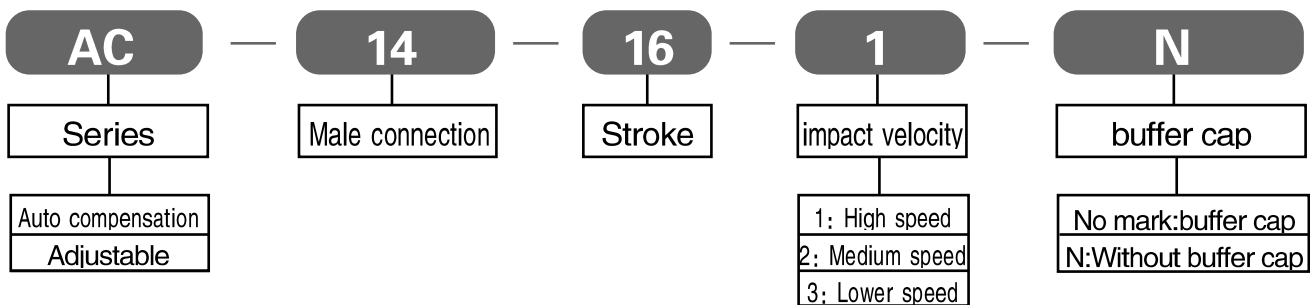 AC — 14 — 16 — 1 — N
Series Male connection Stroke impact velocity buffer cap
Auto compensation 1: High speed No mark:buffer cap
Adjustable 2: Medium speed N:Without buffer cap
3: Lower speed